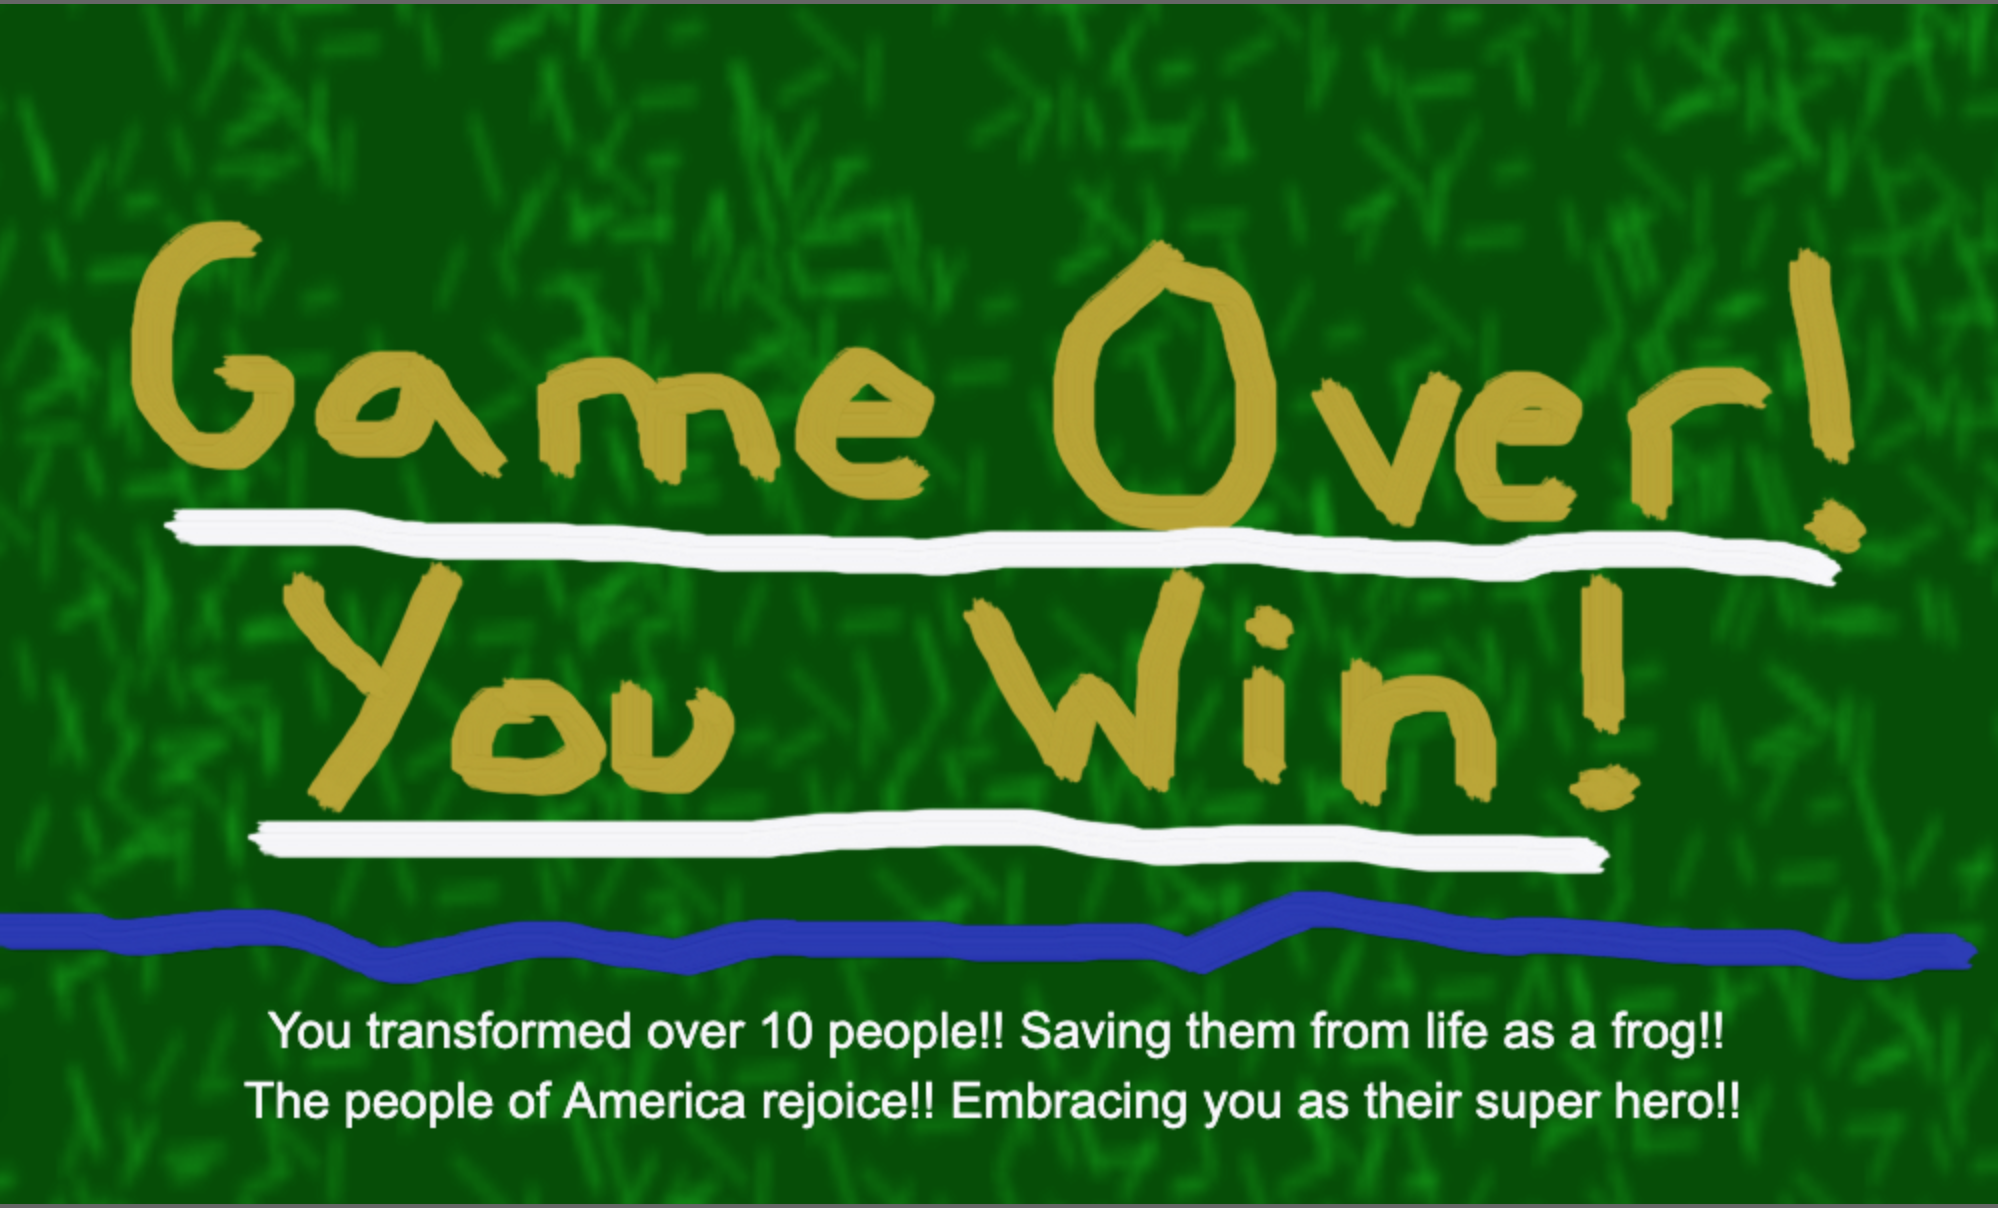 Game Over!
You Win!
You transformed over 10 people!! Saving them from life as a frog!!
The people of America rejoice!! Embracing you as their super hero!!